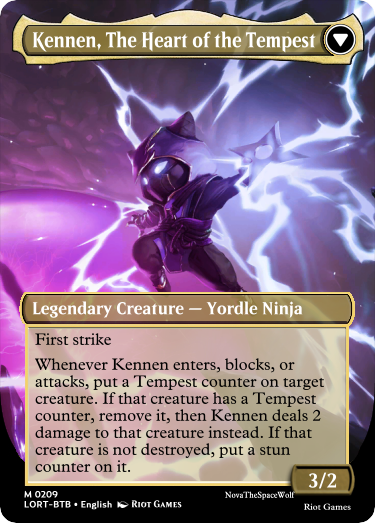 Kennen, The Heart of the Tempest
Legendary Creature — Yordle Ninja
First strike
Whenever Kennen enters, blocks, or
attacks, put a Tempest counter on target
creature. If that creature has a Tempest
counter, remove it, then Kennen deals 2
damage to that creature instead. If that
creature is not destroyed, put a stun
counter on it.
3/2
M 0209
NovaTheSpaceWolf
LORT-BTB • English Riot Games
Riot Games